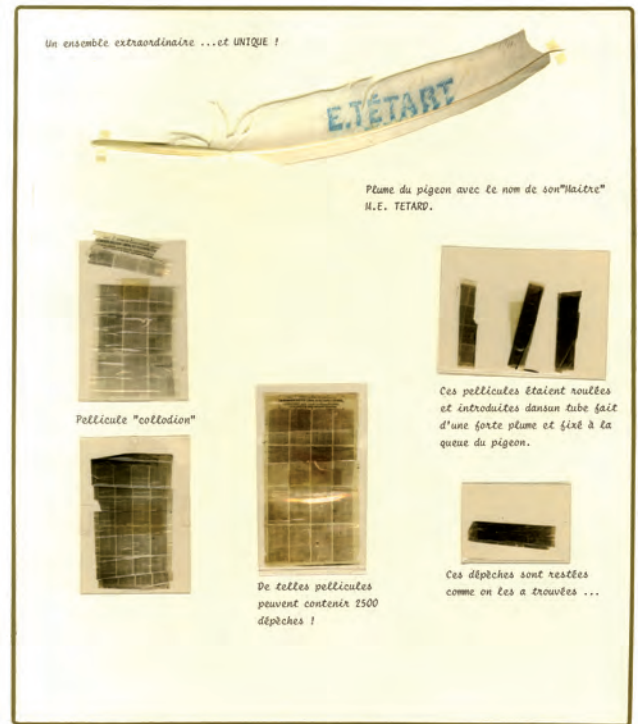 Un ensemble extraordinaire ...et UNIQUE !
E.TÉTART
Plume du pigeon avec le nom de son"Maitre"
M.E. TETARD.
Pellicule "collodion"
Ces pellicules étaient roulées
et introduites dansun tube fait
d'une forte plume et fixé à la
queue du pigeon.
De telles pellicules
peuvent contenir 2500
dépèches !
Ces dépèches sont restées
comme on les a trouvées ...